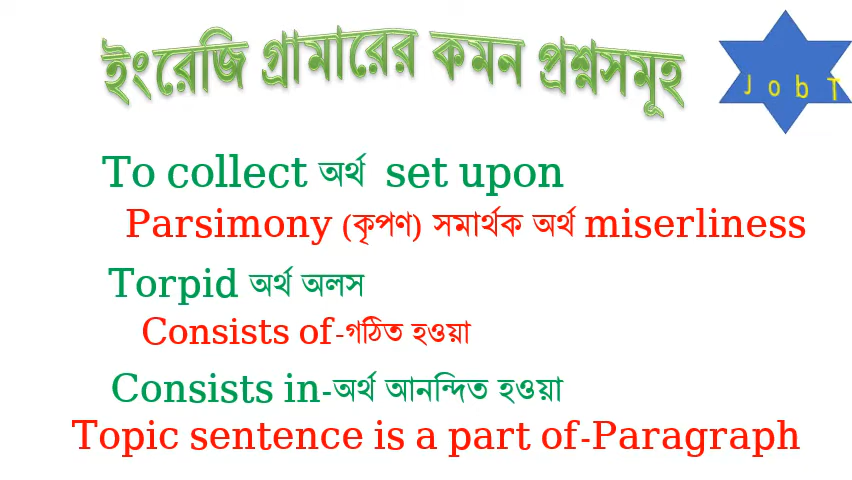 ইংরেজি গ্রামারের কমন প্রশ্নসমূহ
J o b T
To collect অর্থ set upon
Parsimony (কৃপণ) সমার্থক অর্থ miserliness
Torpid অর্থ অলস
Consists of-গঠিত হওয়া
Consists in-অর্থ আনন্দিত হওয়া
Topic sentence is a part of-Paragraph